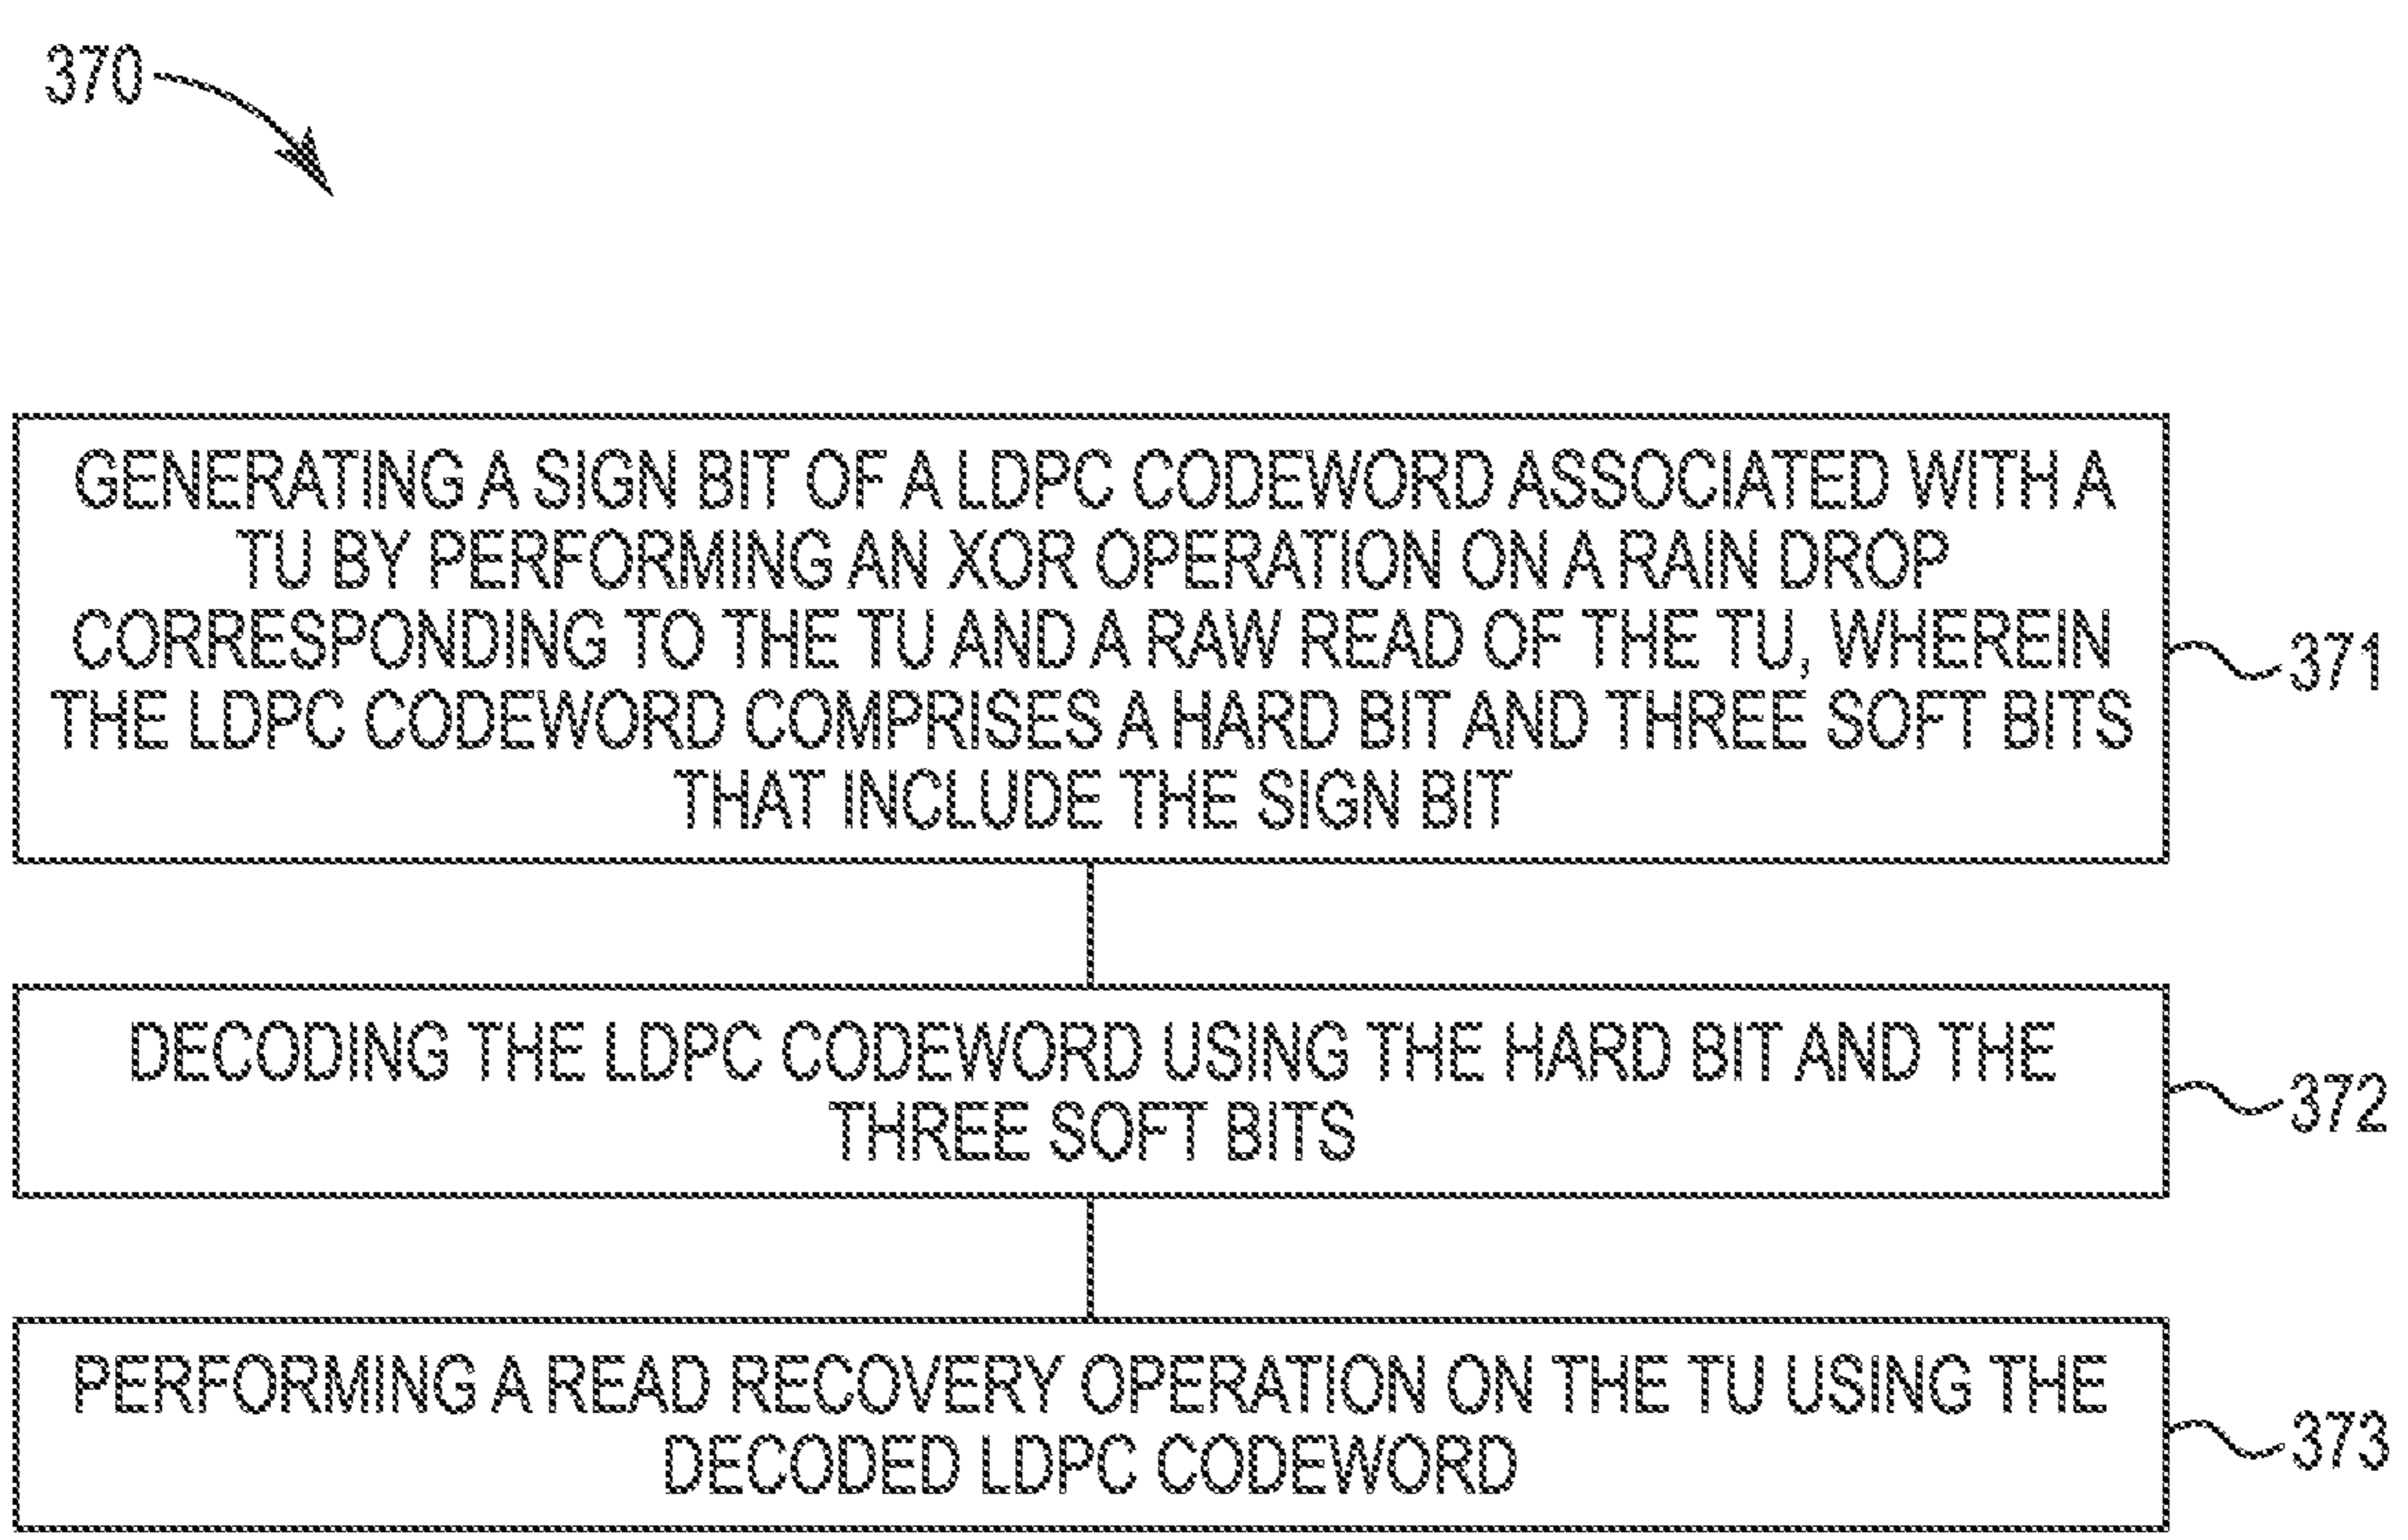 370
GENERATING A SIGN BIT OF A LDPC CODEWORD ASSOCIATED WITH A
TU BY PERFORMING AN XOR OPERATION ON A RAIN DROP
CORRESPONDING TO THE TU AND A RAW READ OF THE TU, WHEREIN
THE LDPC CODEWORD COMPRISES A HARD BIT AND THREE SOFT BITS
THAT INCLUDE THE SIGN BIT
371
DECODING THE LDPC CODEWORD USING THE HARD BIT AND THE
THREE SOFT BITS
372
PERFORMING A READ RECOVERY OPERATION ON THE TU USING THE
DECODED LDPC CODEWORD
373